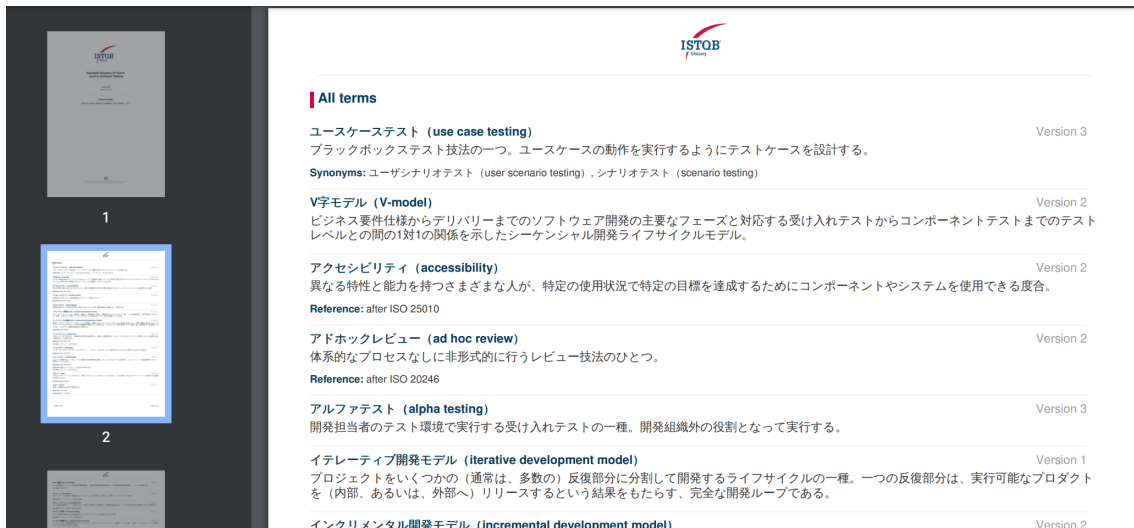 ISTQB
Glossary
All terms
ユースケーステスト（use case testing） Version 3
ブラックボックステスト技法の一つ。ユースケースの動作を実行するようにテストケースを設計する。
Synonyms: ユーザシナリオテスト（user scenario testing）, シナリオテスト（scenario testing）
V字モデル（V-model） Version 2
ビジネス要件仕様からデリバリーまでのソフトウェア開発の主要なフェーズと対応する受け入れテストからコンポーネントテストまでのテスト
レベルとの間の1対1の関係を示したシーケンシャル開発ライフサイクルモデル。
アクセシビリティ（accessibility） Version 2
異なる特性と能力を持つさまざまな人が、特定の使用状況で特定の目標を達成するためにコンポーネントやシステムを使用できる度合。
Reference: after ISO 25010
アドホックレビュー（ad hoc review） Version 2
体系的なプロセスなしに非形式的に行うレビュー技法のひとつ。
Reference: after ISO 20246
アルファテスト（alpha testing） Version 3
開発担当者のテスト環境で実行する受け入れテストの一種。開発組織外の役割となって実行する。
イテレーティブ開発モデル（iterative development model） Version 1
プロジェクトをいくつかの（通常は、多数の）反復部分に分割して開発するライフサイクルの一種。一つの反復部分は、実行可能なプロダクト
を（内部、あるいは、外部へ）リリースするという結果をもたらす、完全な開発ループである。
インクリメンタル開発モデル（incremental development model） Version 2
ISTQB
1
2